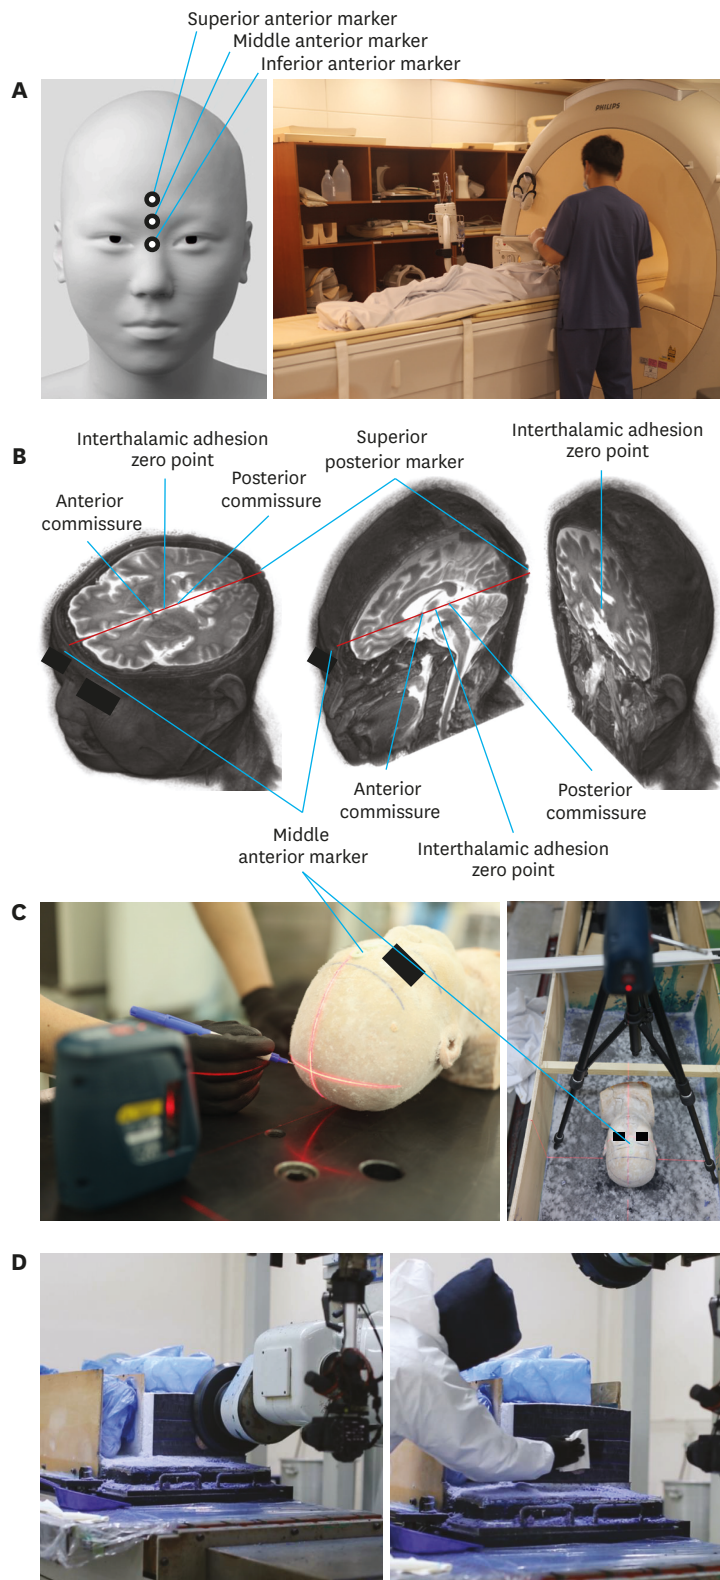 Superior anterior marker
Middle anterior marker
Inferior anterior marker
A
PHILIPS
B
Interthalamic adhesion
zero point
Superior
posterior marker
Interthalamic adhesion
zero point
Anterior
commissure
Posterior
commissure
Anterior
commissure
Posterior
commissure
Middle
anterior marker
Interthalamic adhesion
zero point
C
D